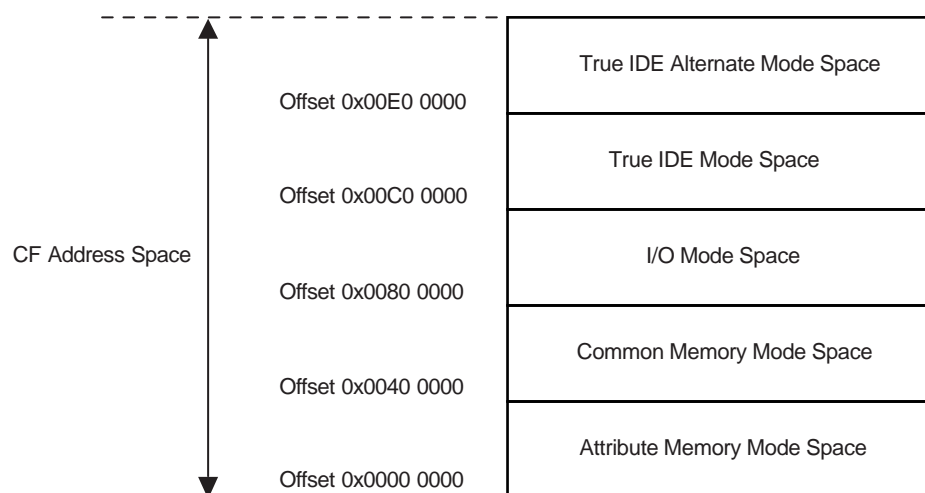 True IDE Alternate Mode Space
Offset 0x00E0 0000
True IDE Mode Space
Offset 0x00C0 0000
CF Address Space
I/O Mode Space
Offset 0x0080 0000
Common Memory Mode Space
Offset 0x0040 0000
Attribute Memory Mode Space
Offset 0x0000 0000